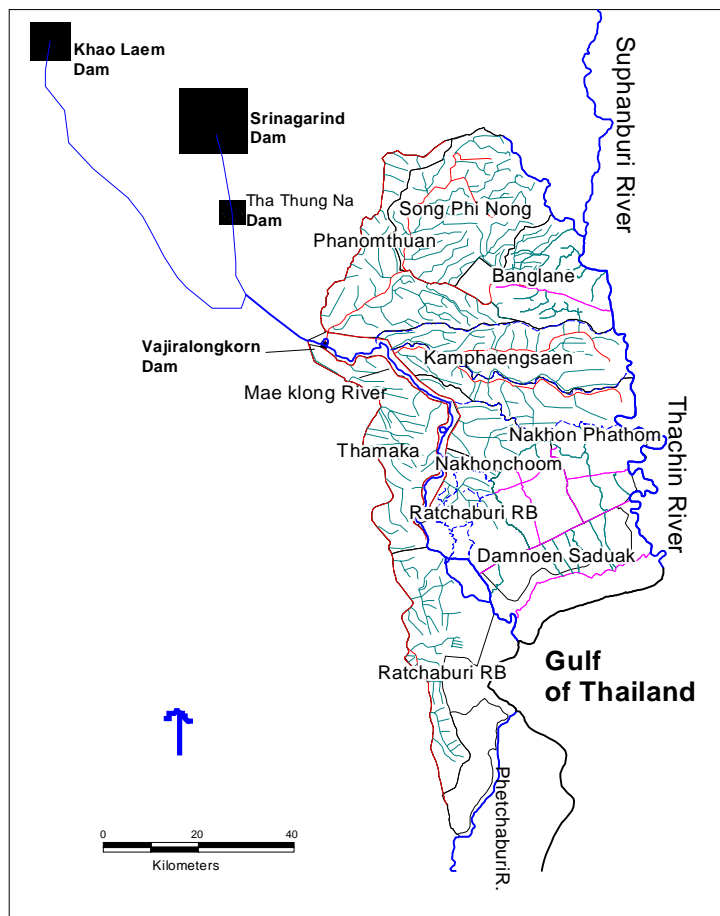 Khao Laem
Dam
Srinagarind
Dam
Tha Thung Na
Dam
Suphanburi River
Song Phi Nong
Phanomthuan
Banglane
Vajiralongkorn
Dam
Kamphaengsaen
Mae klong River
Thachin River
Nakhon Phathom
Thamaka
Nakhonchoom
Ratchaburi RB
Damnoen Saduak
Gulf
of Thailand
Ratchaburi RB
PhetchaburiR.
0 20 40
Kilometers